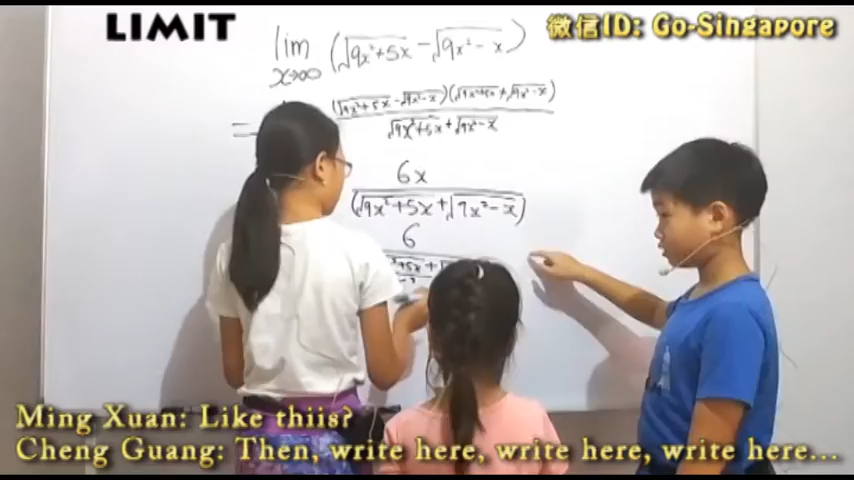 LIMIT
微信ID: Go-Singapore
lim x→∞ (√9x²+5x − √9x²−x)
= (√9x²+5x − √9x²−x)(√9x²+5x + √9x²−x)
√9x²+5x + √9x²−x
6x
(√9x²+5x + √9x²−x)
6
+5x +
Ming Xuan: Like thiis?
Cheng Guang: Then, write here, write here, write here...